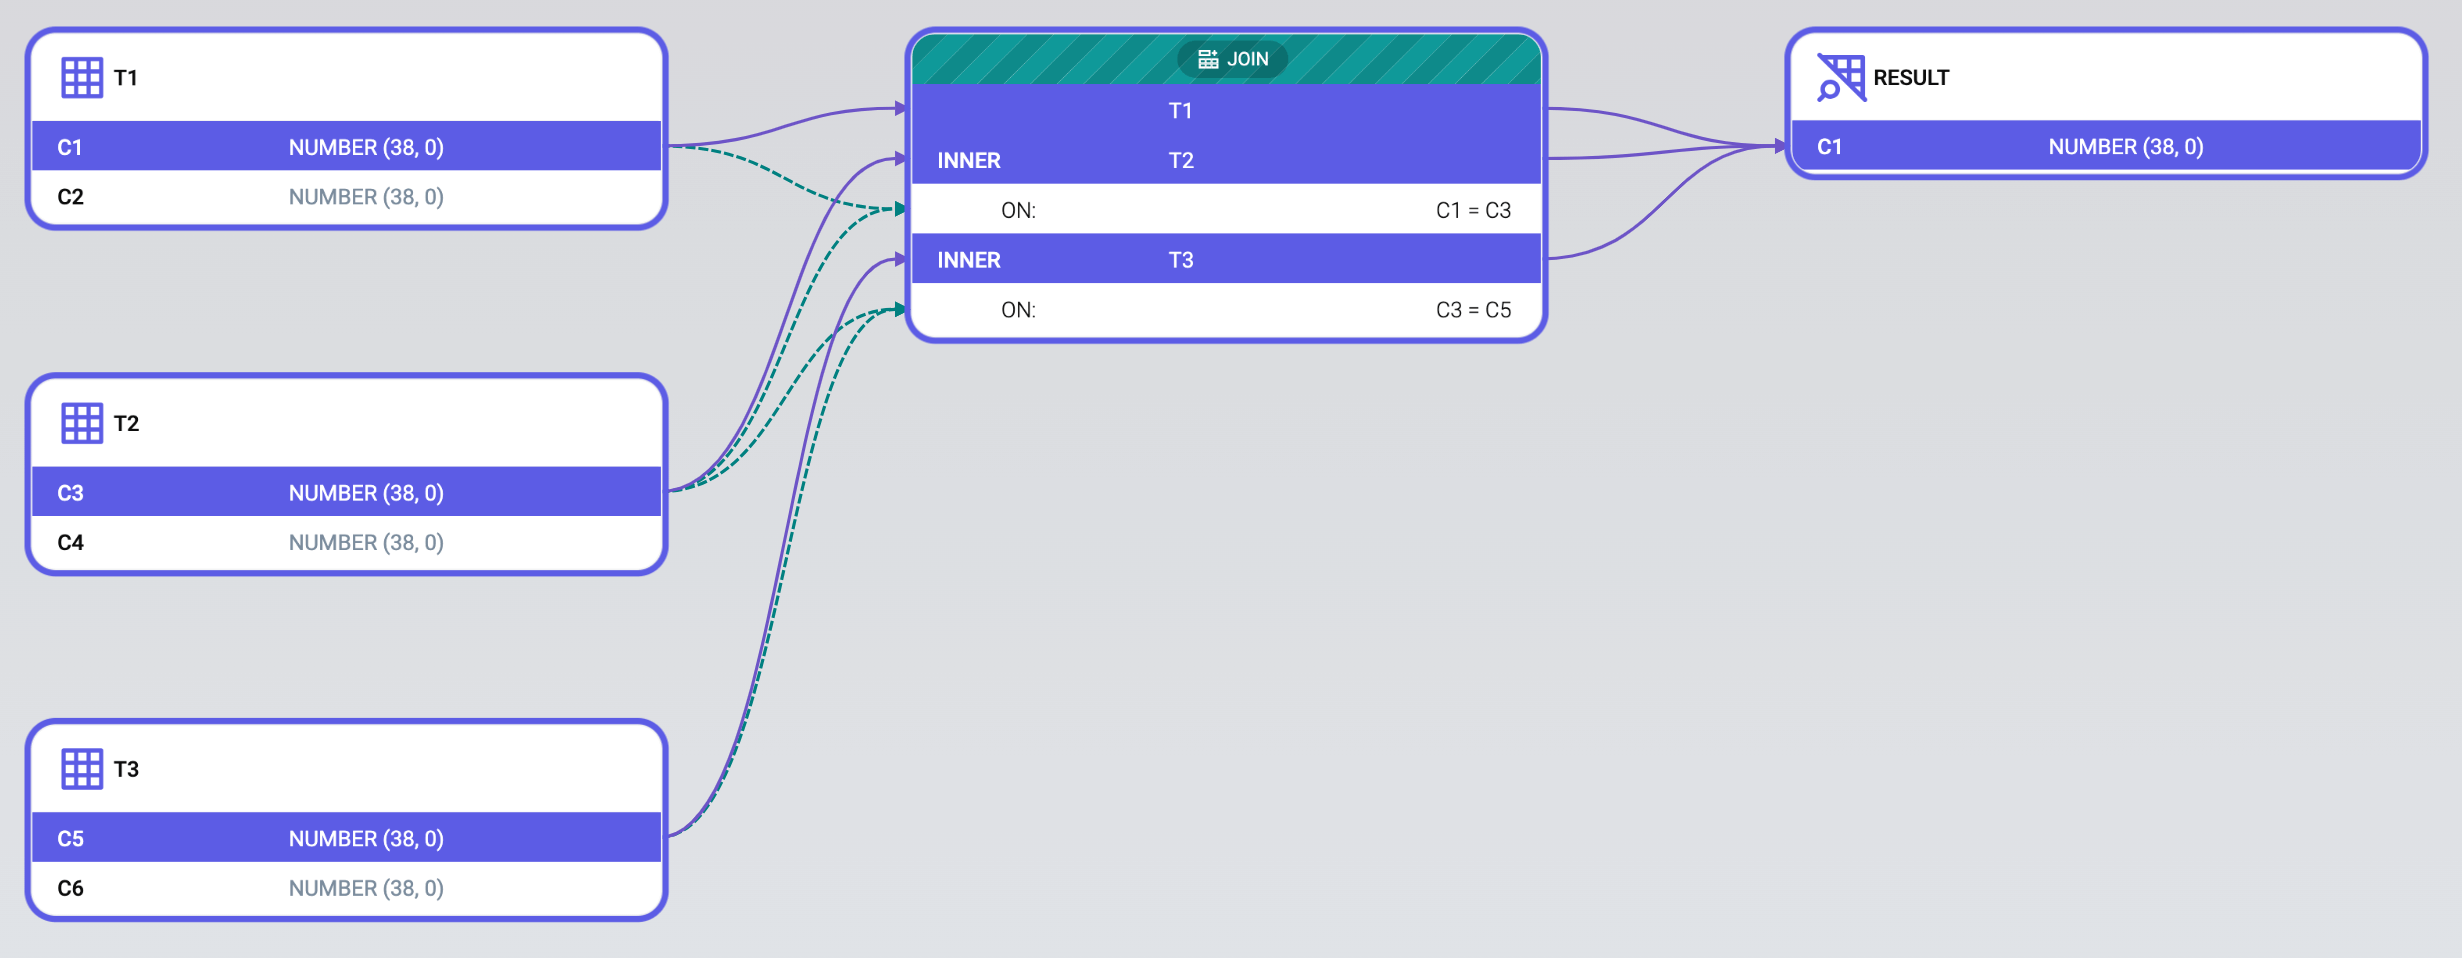 T1
C1 NUMBER (38, 0)
C2 NUMBER (38, 0)
T2
C3 NUMBER (38, 0)
C4 NUMBER (38, 0)
T3
C5 NUMBER (38, 0)
C6 NUMBER (38, 0)
JOIN
T1
INNER T2
ON: C1 = C3
INNER T3
ON: C3 = C5
RESULT
C1 NUMBER (38, 0)